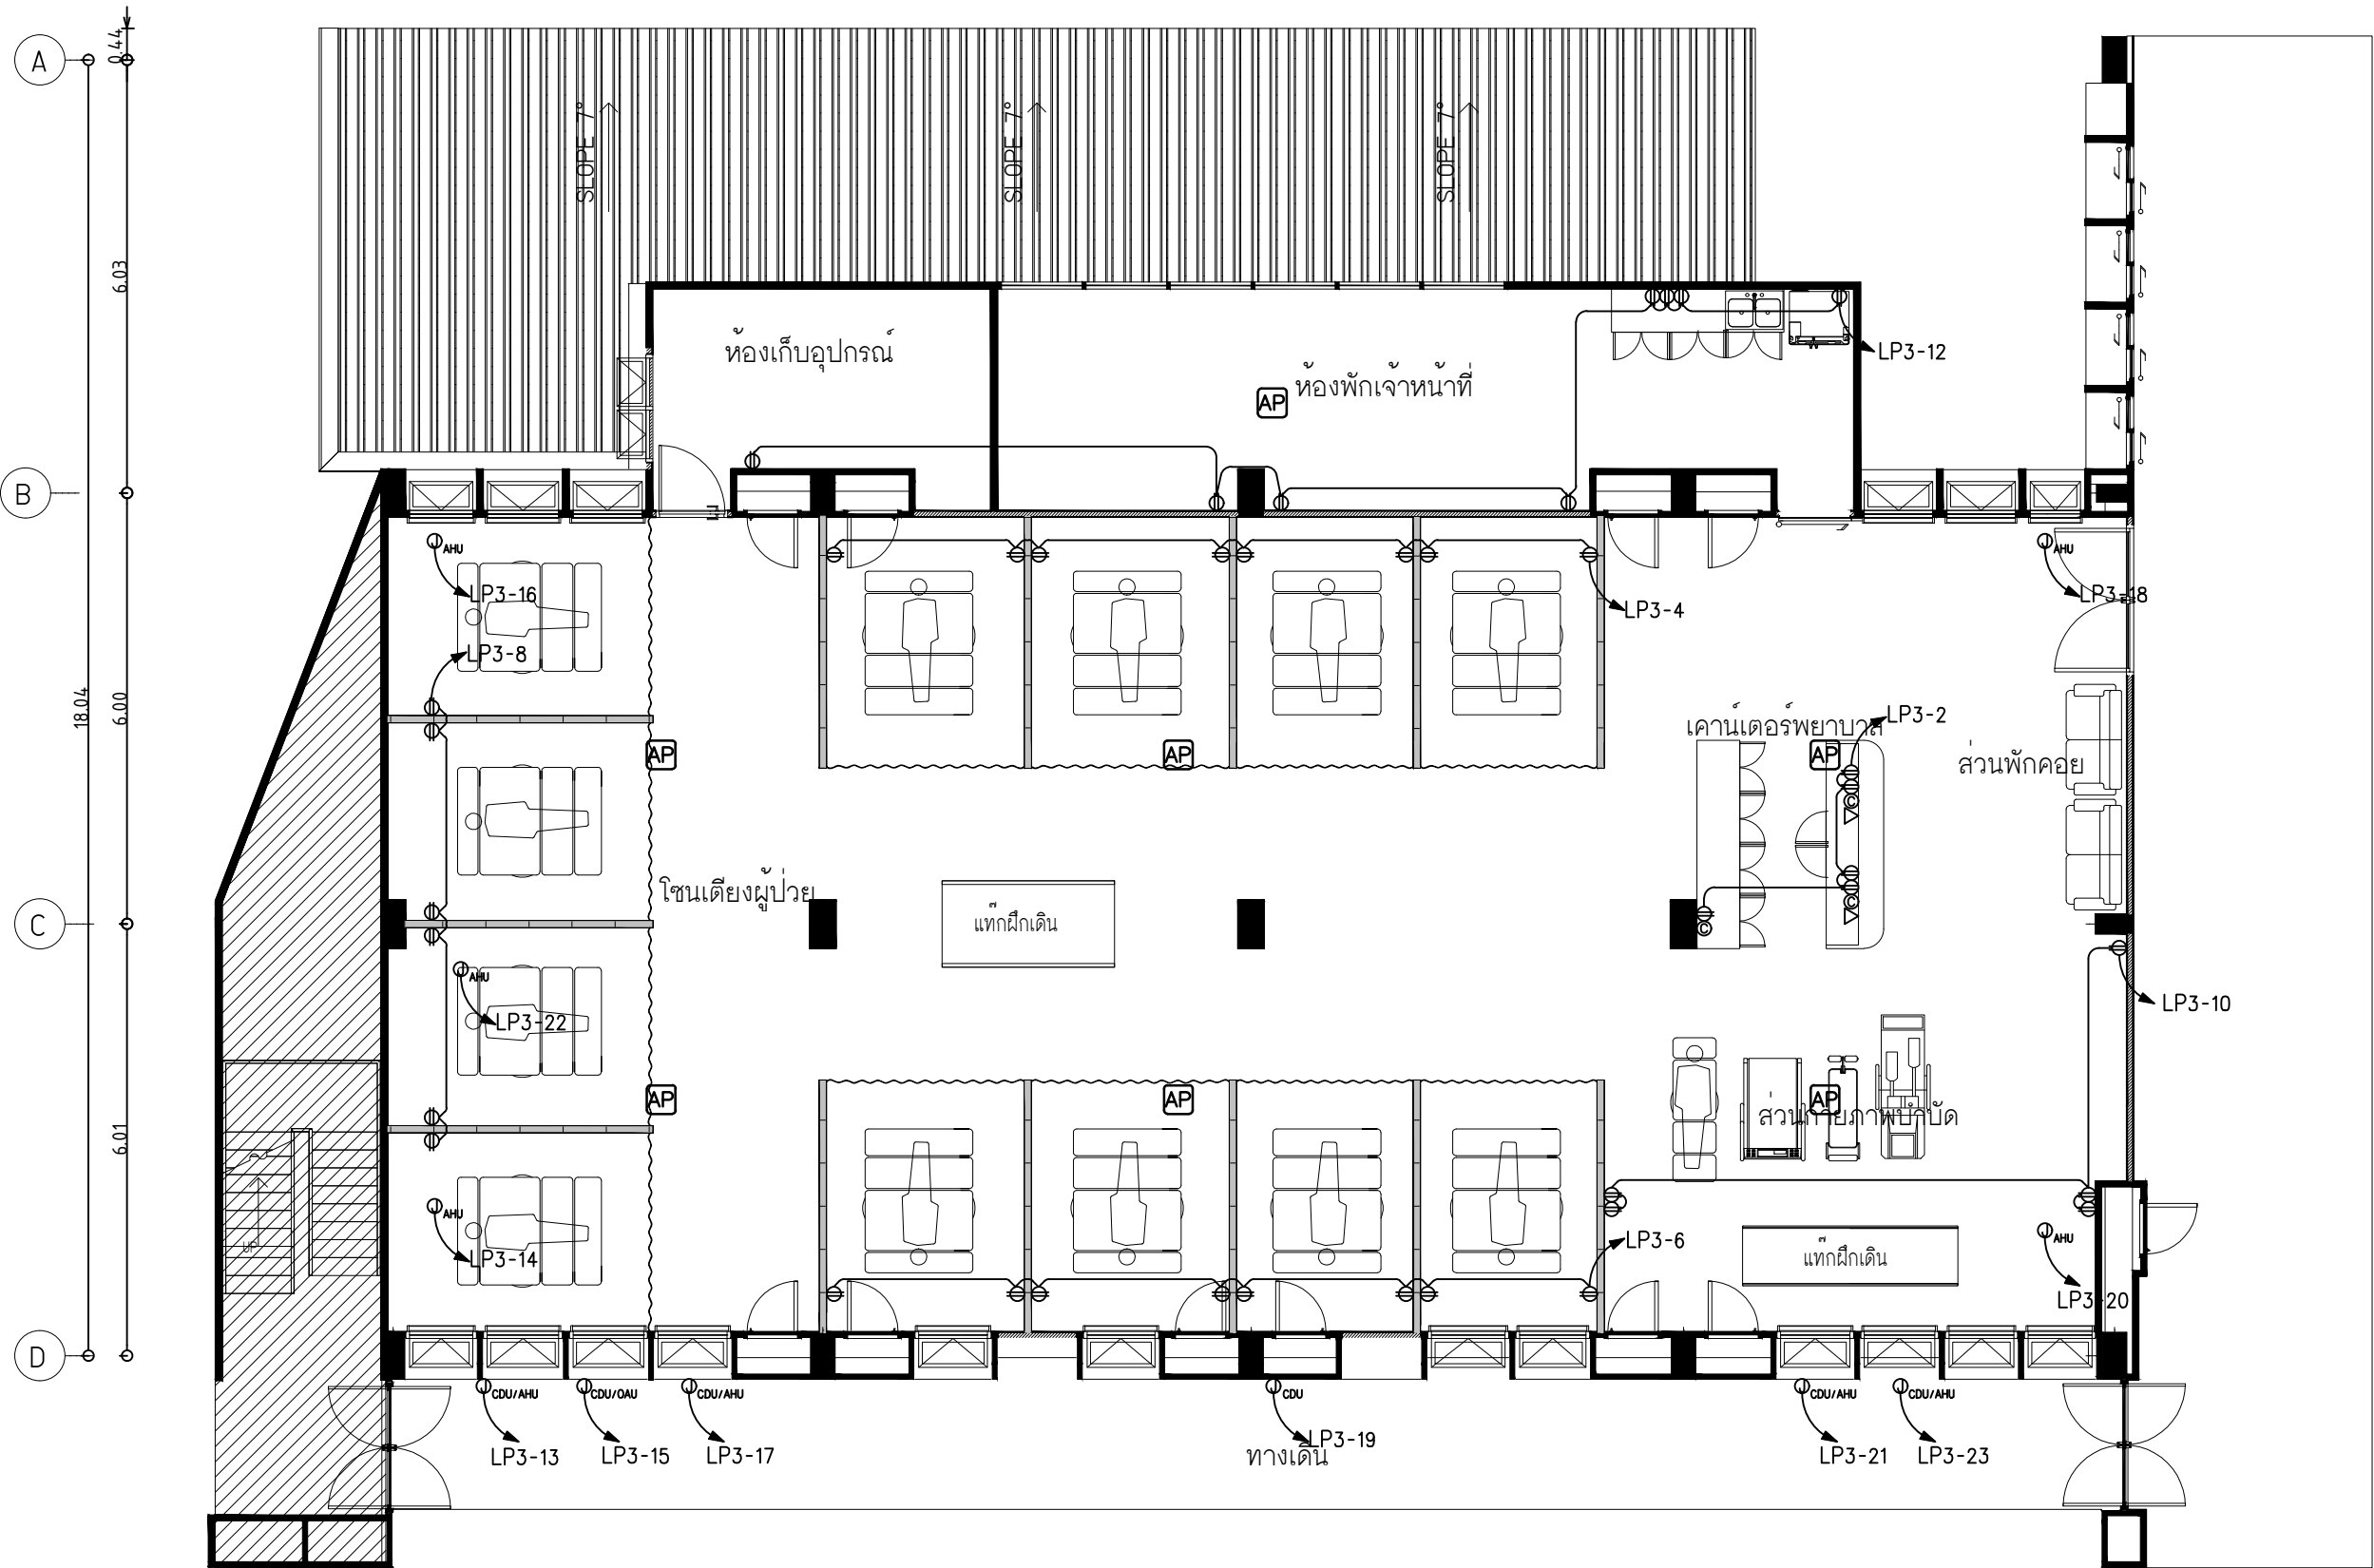 A
0.44
SLOPE 7°
SLOPE 7°
SLOPE 7°
6.03
ห้องเก็บอุปกรณ์
ห้องพักเจ้าหน้าที่
AP
LP3-12
B
AHU
LP3-16
LP3-8
LP3-4
AHU
LP3-18
18.04
6.00
AP
AP
เคาน์เตอร์พยาบาล
AP
LP3-2
ส่วนพักคอย
C
C
C
โซนเตียงผู้ป่วย
แท๊กฝึกเดิน
C
AHU
LP3-22
LP3-10
6.01
AP
AP
AP
ส่วนกายภาพบำบัด
AHU
LP3-14
UP
LP3-6
แท๊กฝึกเดิน
AHU
LP3-20
D
CDU/AHU
CDU/OAU
CDU/AHU
CDU
CDU/AHU
CDU/AHU
LP3-13
LP3-15
LP3-17
LP3-19
ทางเดิน
LP3-21
LP3-23